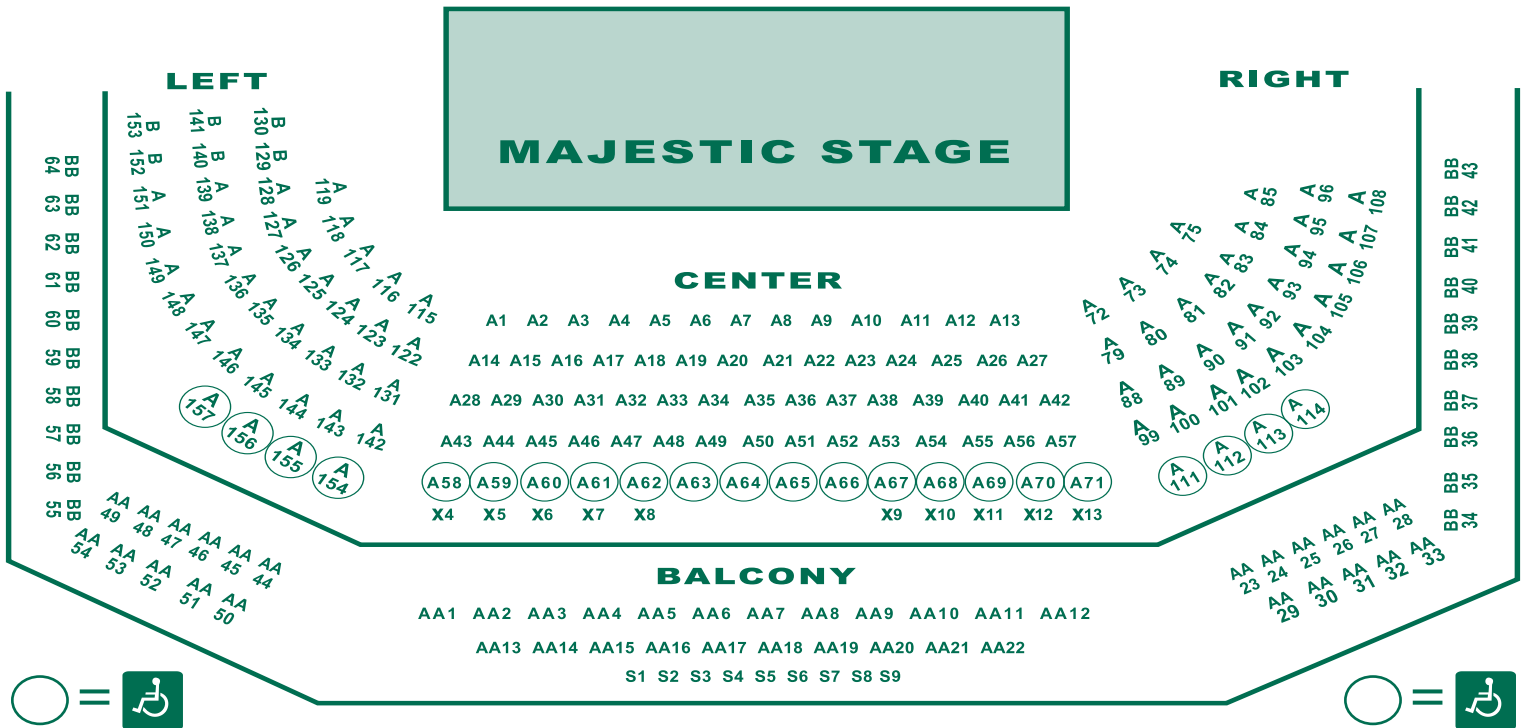 MAJESTIC STAGE
LEFT
RIGHT
CENTER
BALCONY
B 153
B 152
A 151
A 150
A 149
A 148
A 147
A 146
A 145
A 144
A 143
A 142
B 141
B 140
A 139
A 138
A 137
A 136
A 135
A 134
A 133
A 132
A 131
B 130
B 129
A 128
A 127
A 126
A 125
A 124
A 123
A 122
A 119
A 118
A 117
A 116
A 115
A 157
A 156
A 155
A 154
A1 A2 A3 A4 A5 A6 A7 A8 A9 A10 A11 A12 A13
A14 A15 A16 A17 A18 A19 A20 A21 A22 A23 A24 A25 A26 A27
A28 A29 A30 A31 A32 A33 A34 A35 A36 A37 A38 A39 A40 A41 A42
A43 A44 A45 A46 A47 A48 A49 A50 A51 A52 A53 A54 A55 A56 A57
A58 A59 A60 A61 A62 A63 A64 A65 A66 A67 A68 A69 A70 A71
X4 X5 X6 X7 X8 X9 X10 X11 X12 X13
A 72
A 73
A 74
A 75
A 79
A 80
A 81
A 82
A 83
A 84
A 85
A 88
A 89
A 90
A 91
A 92
A 93
A 94
A 95
A 96
A 99
A 100
A 101
A 102
A 103
A 104
A 105
A 106
A 107
A 108
A 111
A 112
A 113
A 114
BB 64
BB 63
BB 62
BB 61
BB 60
BB 59
BB 58
BB 57
BB 56
BB 55
AA 49
AA 48
AA 47
AA 46
AA 45
AA 44
AA 54
AA 53
AA 52
AA 51
AA 50
AA1 AA2 AA3 AA4 AA5 AA6 AA7 AA8 AA9 AA10 AA11 AA12
AA13 AA14 AA15 AA16 AA17 AA18 AA19 AA20 AA21 AA22
S1 S2 S3 S4 S5 S6 S7 S8 S9
AA 23
AA 24
AA 25
AA 26
AA 27
AA 28
AA 29
AA 30
AA 31
AA 32
AA 33
BB 43
BB 42
BB 41
BB 40
BB 39
BB 38
BB 37
BB 36
BB 35
BB 34
=
=